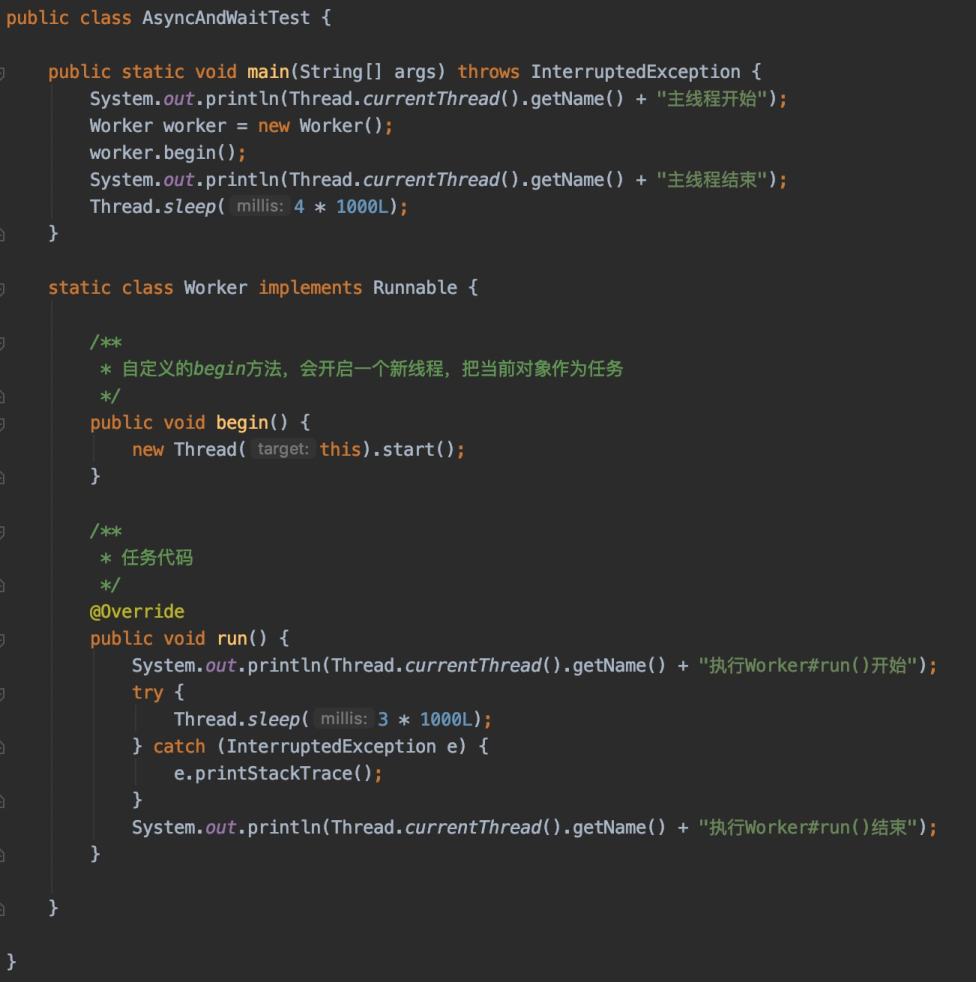 public class AsyncAndWaitTest {
public static void main(String[] args) throws InterruptedException {
System.out.println(Thread.currentThread().getName() + "主线程开始");
Worker worker = new Worker();
worker.begin();
System.out.println(Thread.currentThread().getName() + "主线程结束");
Thread.sleep( millis: 4 * 1000L);
}
static class Worker implements Runnable {
/**
* 自定义的begin方法，会开启一个新线程，把当前对象作为任务
*/
public void begin() {
new Thread( target: this).start();
}
/**
* 任务代码
*/
@Override
public void run() {
System.out.println(Thread.currentThread().getName() + "执行Worker#run()开始");
try {
Thread.sleep( millis: 3 * 1000L);
} catch (InterruptedException e) {
e.printStackTrace();
}
System.out.println(Thread.currentThread().getName() + "执行Worker#run()结束");
}
}
}